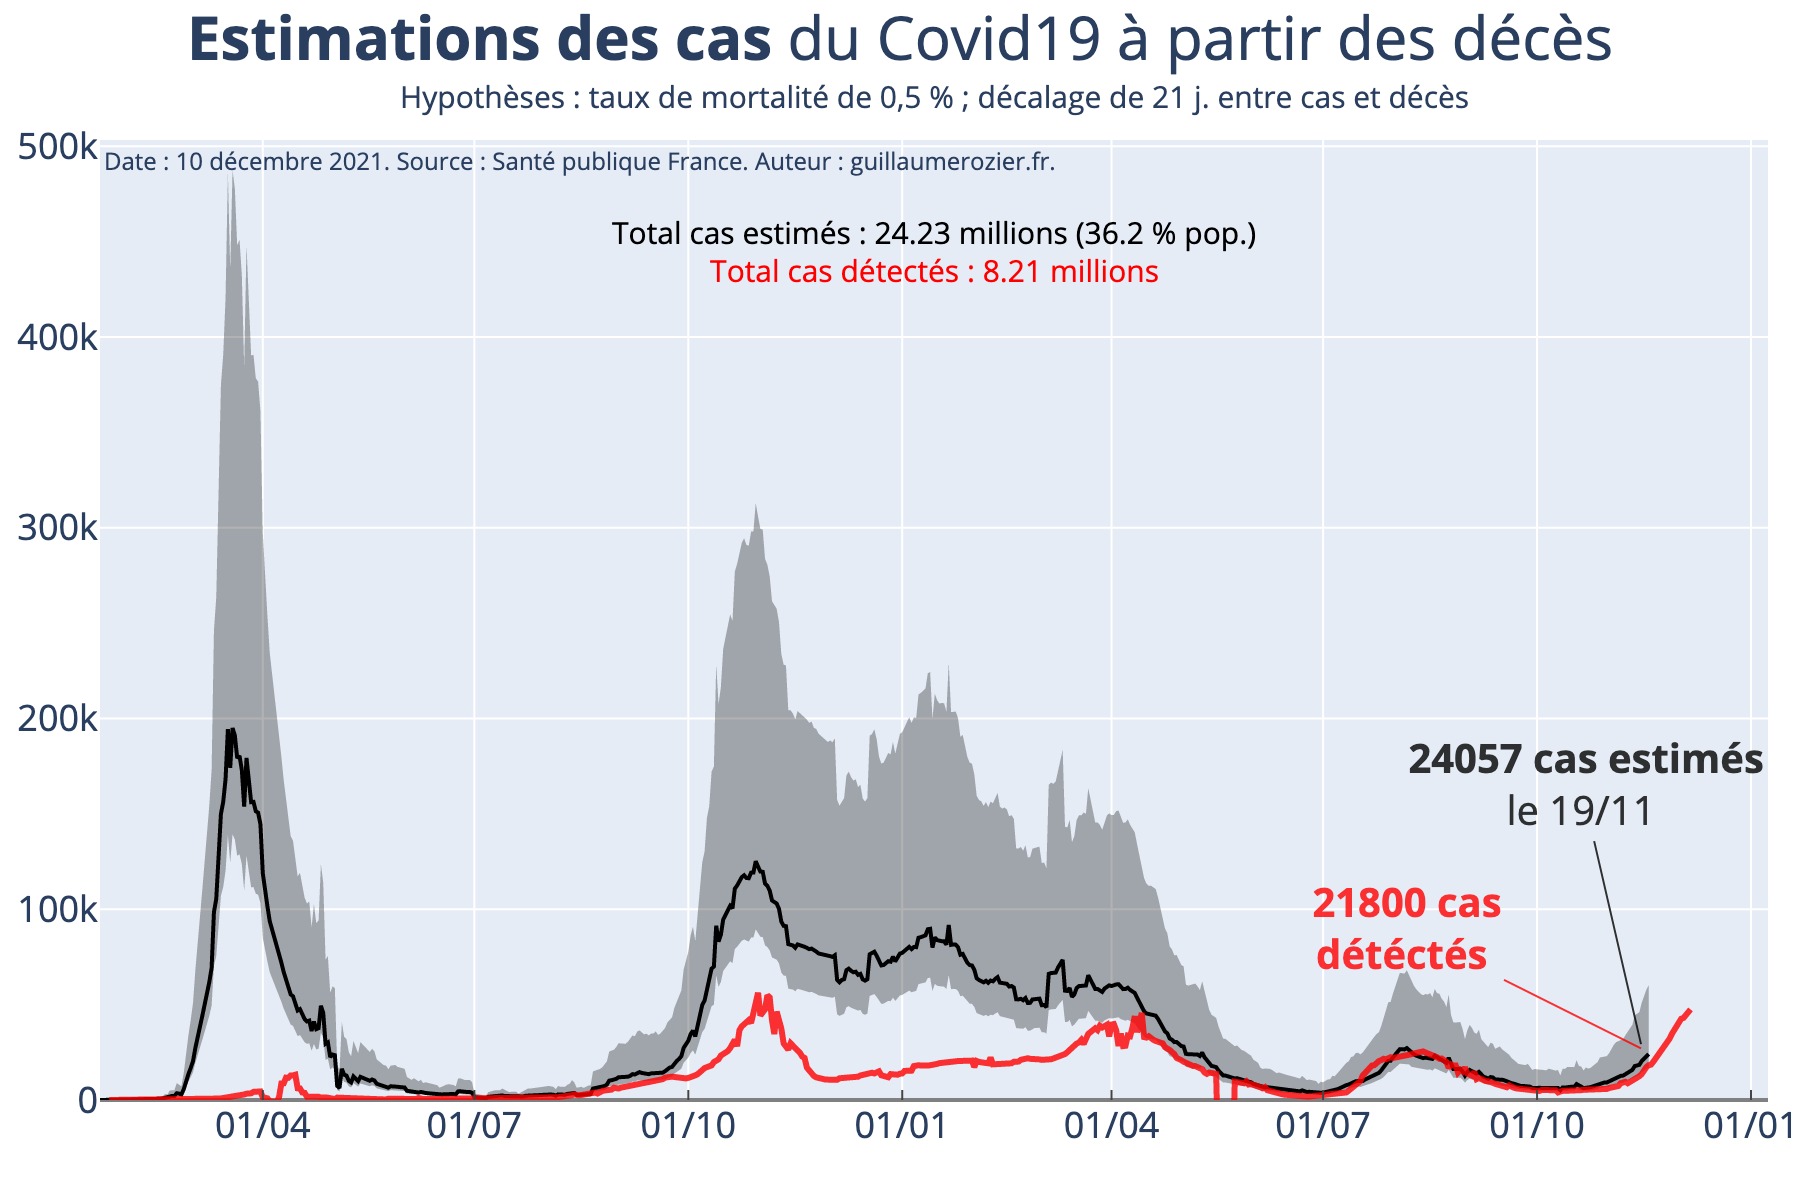 Estimations des cas du Covid19 à partir des décès
Hypothèses : taux de mortalité de 0,5 % ; décalage de 21 j. entre cas et décès
500k
Date : 10 décembre 2021. Source : Santé publique France. Auteur : guillaumerozier.fr.
Total cas estimés : 24.23 millions (36.2 % pop.)
Total cas détectés : 8.21 millions
400k
300k
200k
24057 cas estimés
le 19/11
100k
21800 cas
détéctés
0
01/04
01/07
01/10
01/01
01/04
01/07
01/10
01/01